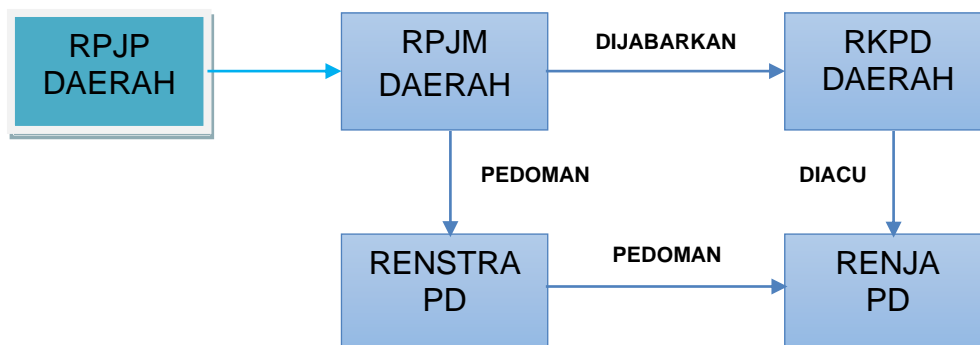 RPJP
DAERAH
RPJM
DAERAH
DIJABARKAN
RKPD
DAERAH
PEDOMAN
DIACU
RENSTRA
PD
PEDOMAN
RENJA
PD